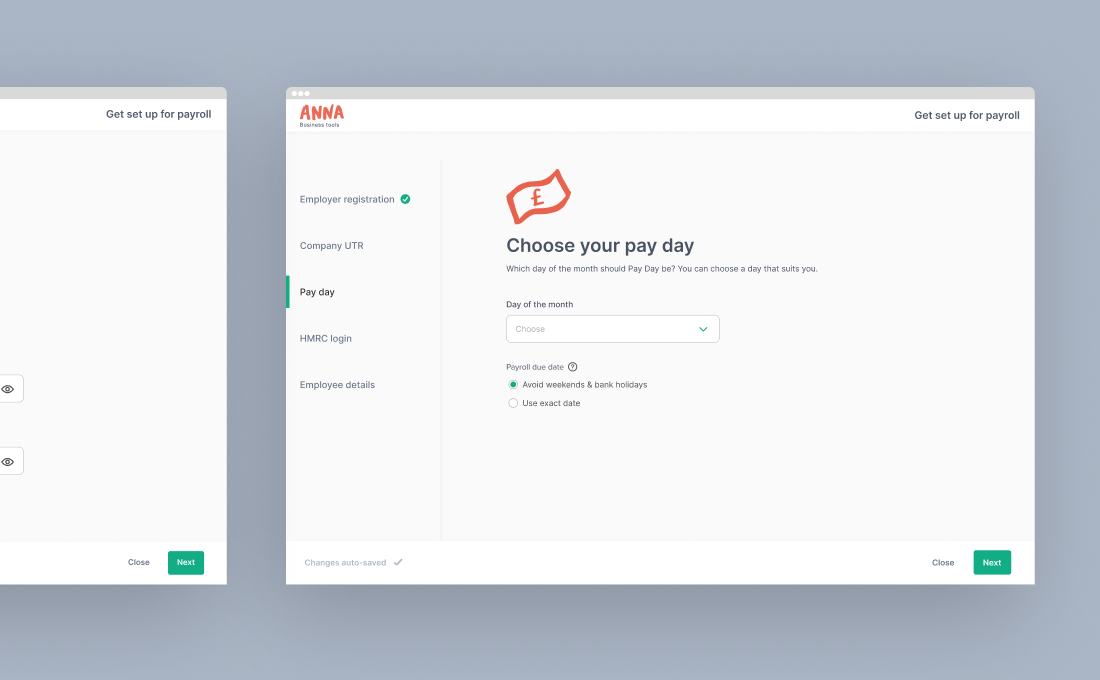 Get set up for payroll
Close
Next
ANNA
Business tools
Get set up for payroll
Employer registration
Company UTR
Pay day
HMRC login
Employee details
£
Choose your pay day
Which day of the month should Pay Day be? You can choose a day that suits you.
Day of the month
Choose
Payroll due date ?
Avoid weekends & bank holidays
Use exact date
Changes auto-saved
Close
Next